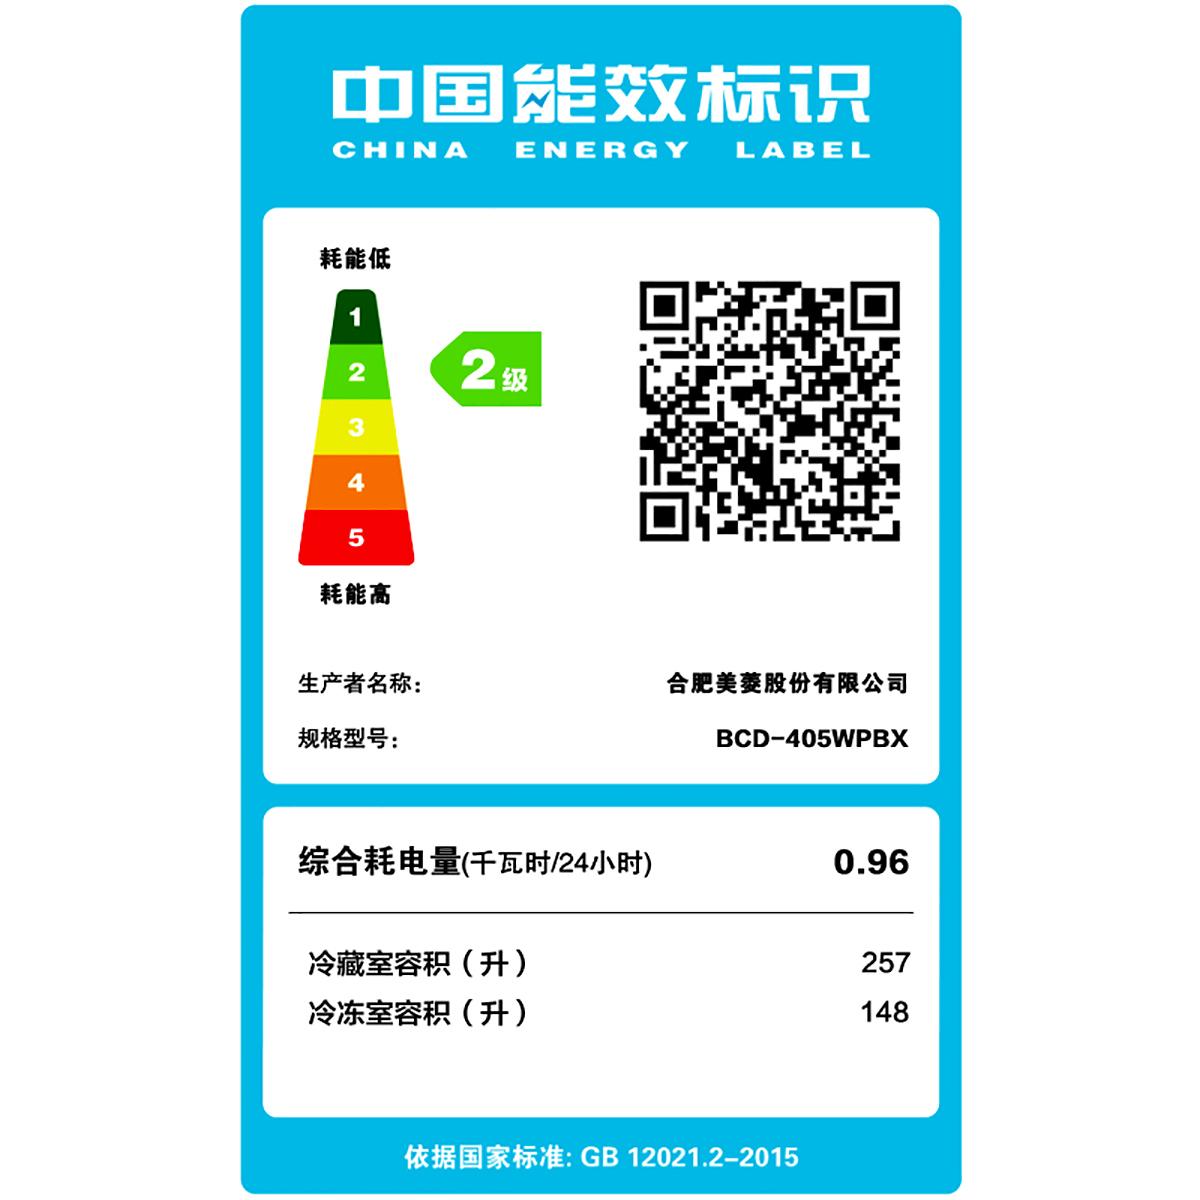 中国能效标识
CHINA ENERGY LABEL
耗能低
1
2
2级
3
4
5
耗能高
生产者名称: 合肥美菱股份有限公司
规格型号: BCD-405WPBX
综合耗电量(千瓦时/24小时) 0.96
冷藏室容积（升） 257
冷冻室容积（升） 148
依据国家标准: GB 12021.2-2015